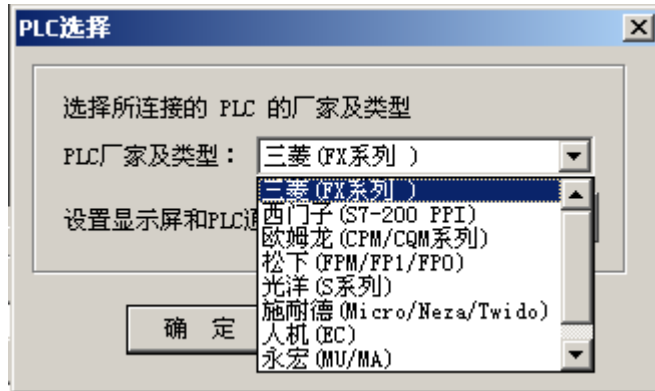 PLC选择
选择所连接的 PLC 的厂家及类型
PLC厂家及类型： 三菱(FX系列 )
三菱(FX系列 )
西门子(S7-200 PPI)
设置显示屏和PLC通
欧姆龙(CPM/CQM系列)
松下(FPM/FP1/FP0)
光洋(S系列)
施耐德(Micro/Neza/Twido)
确 定
人机(EC)
永宏(MU/MA)